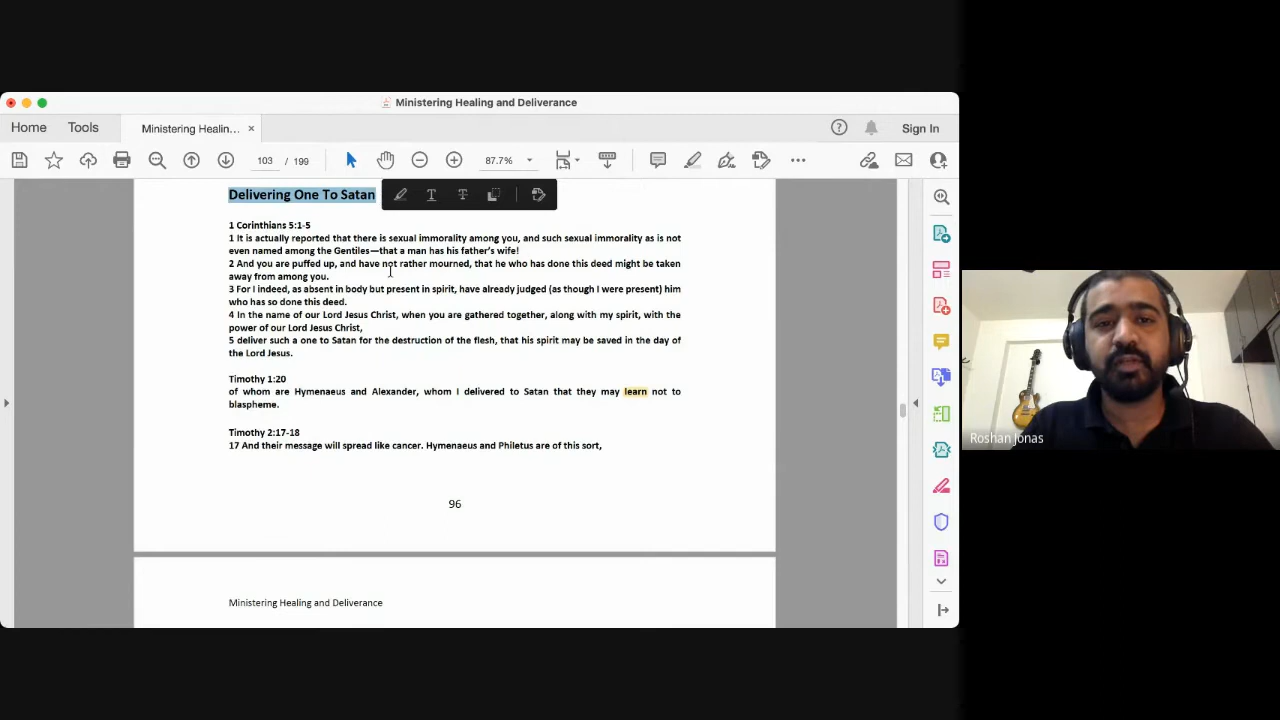 Ministering Healing and Deliverance
Home
Tools
Ministering Healin...
Sign In
103 / 199
87.7%
Delivering One To Satan
1 Corinthians 5:1-5
1 It is actually reported that there is sexual immorality among you, and such sexual immorality as is not
even named among the Gentiles—that a man has his father's wife!
2 And you are puffed up, and have not rather mourned, that he who has done this deed might be taken
away from among you.
3 For I indeed, as absent in body but present in spirit, have already judged (as though I were present) him
who has so done this deed.
4 In the name of our Lord Jesus Christ, when you are gathered together, along with my spirit, with the
power of our Lord Jesus Christ,
5 deliver such a one to Satan for the destruction of the flesh, that his spirit may be saved in the day of
the Lord Jesus.
Timothy 1:20
of whom are Hymenaeus and Alexander, whom I delivered to Satan that they may learn not to
blaspheme.
Timothy 2:17-18
17 And their message will spread like cancer. Hymenaeus and Philetus are of this sort,
96
Ministering Healing and Deliverance
Roshan Jonas